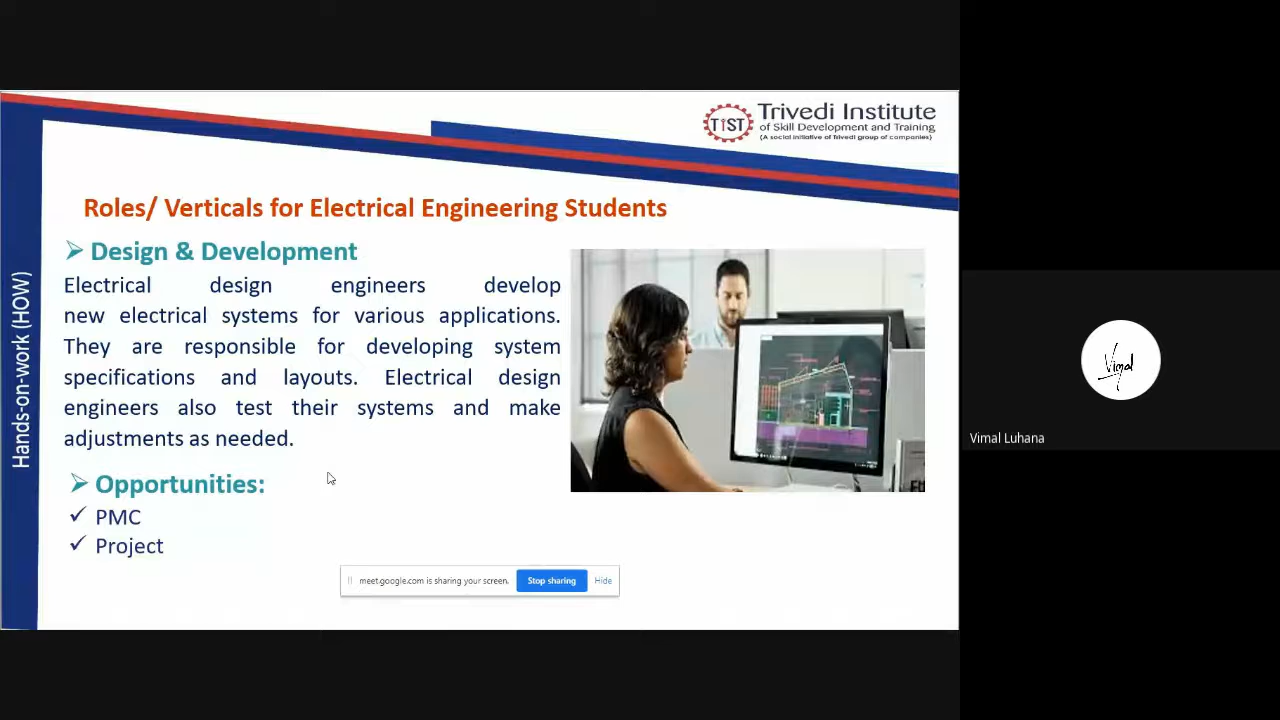 TiST
Trivedi Institute
of Skill Development and Training
(A social initiative of Trivedi group of companies)
Hands-on-work (HOW)
Roles/ Verticals for Electrical Engineering Students
Design & Development
Electrical design engineers develop
new electrical systems for various applications.
They are responsible for developing system
specifications and layouts. Electrical design
engineers also test their systems and make
adjustments as needed.
Opportunities:
✓ PMC
✓ Project
meet.google.com is sharing your screen.
Stop sharing
Hide
Vimal
Vimal Luhana